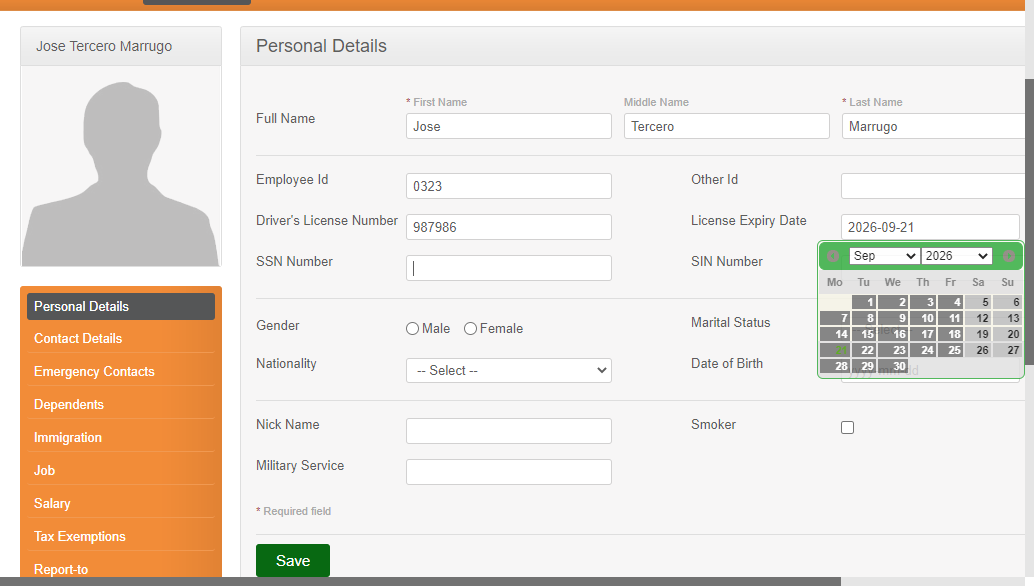 Jose Tercero Marrugo
Personal Details
Contact Details
Emergency Contacts
Dependents
Immigration
Job
Salary
Tax Exemptions
Report-to
Personal Details
* First Name Middle Name * Last Name
Full Name Jose Tercero Marrugo
Employee Id 0323 Other Id
Driver's License Number 987986 License Expiry Date 2026-09-21
SSN Number SIN Number
Gender Male Female Marital Status
Nationality -- Select -- Date of Birth
Sep 2026
Mo Tu We Th Fr Sa Su
1 2 3 4 5 6
7 8 9 10 11 12 13
14 15 16 17 18 19 20
22 23 24 25 26 27
28 29 30
Nick Name Smoker
Military Service
* Required field
Save